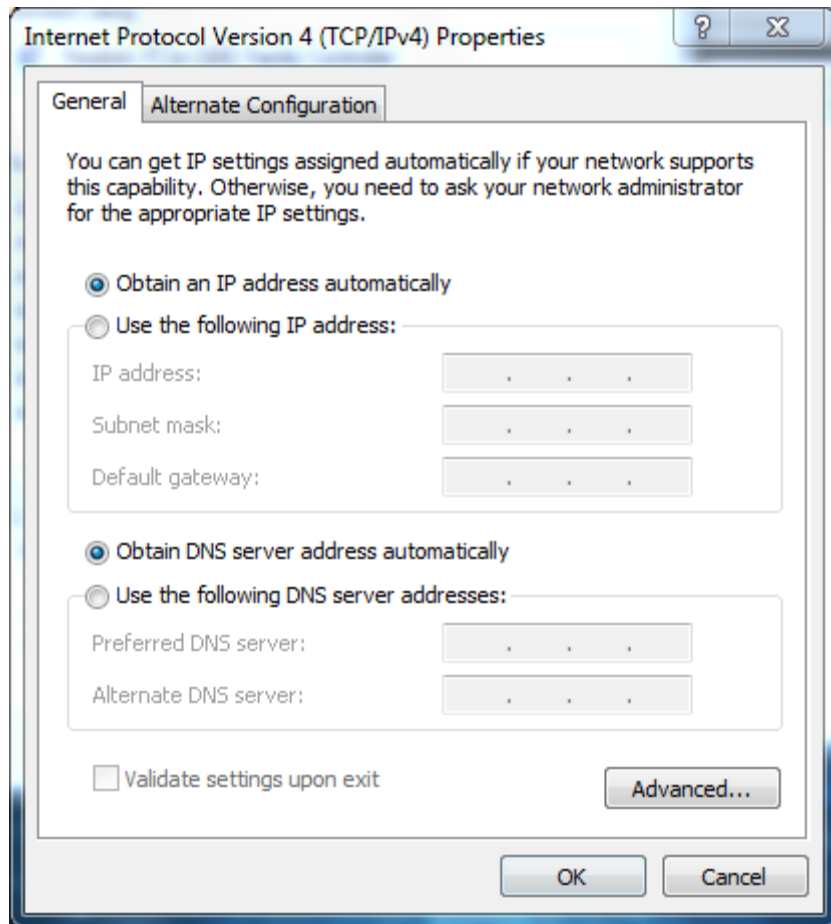 Internet Protocol Version 4 (TCP/IPv4) Properties
General
Alternate Configuration
You can get IP settings assigned automatically if your network supports
this capability. Otherwise, you need to ask your network administrator
for the appropriate IP settings.
Obtain an IP address automatically
Use the following IP address:
IP address:
Subnet mask:
Default gateway:
Obtain DNS server address automatically
Use the following DNS server addresses:
Preferred DNS server:
Alternate DNS server:
Validate settings upon exit
Advanced...
OK
Cancel